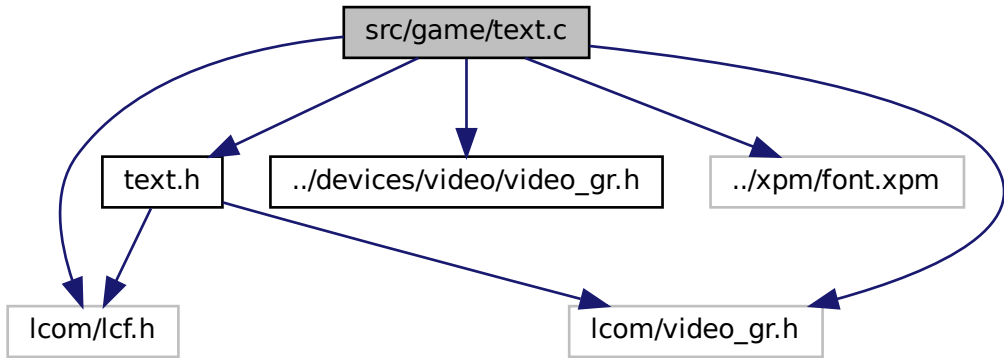 src/game/text.c
text.h
../devices/video/video_gr.h
../xpm/font.xpm
lcom/lcf.h
lcom/video_gr.h